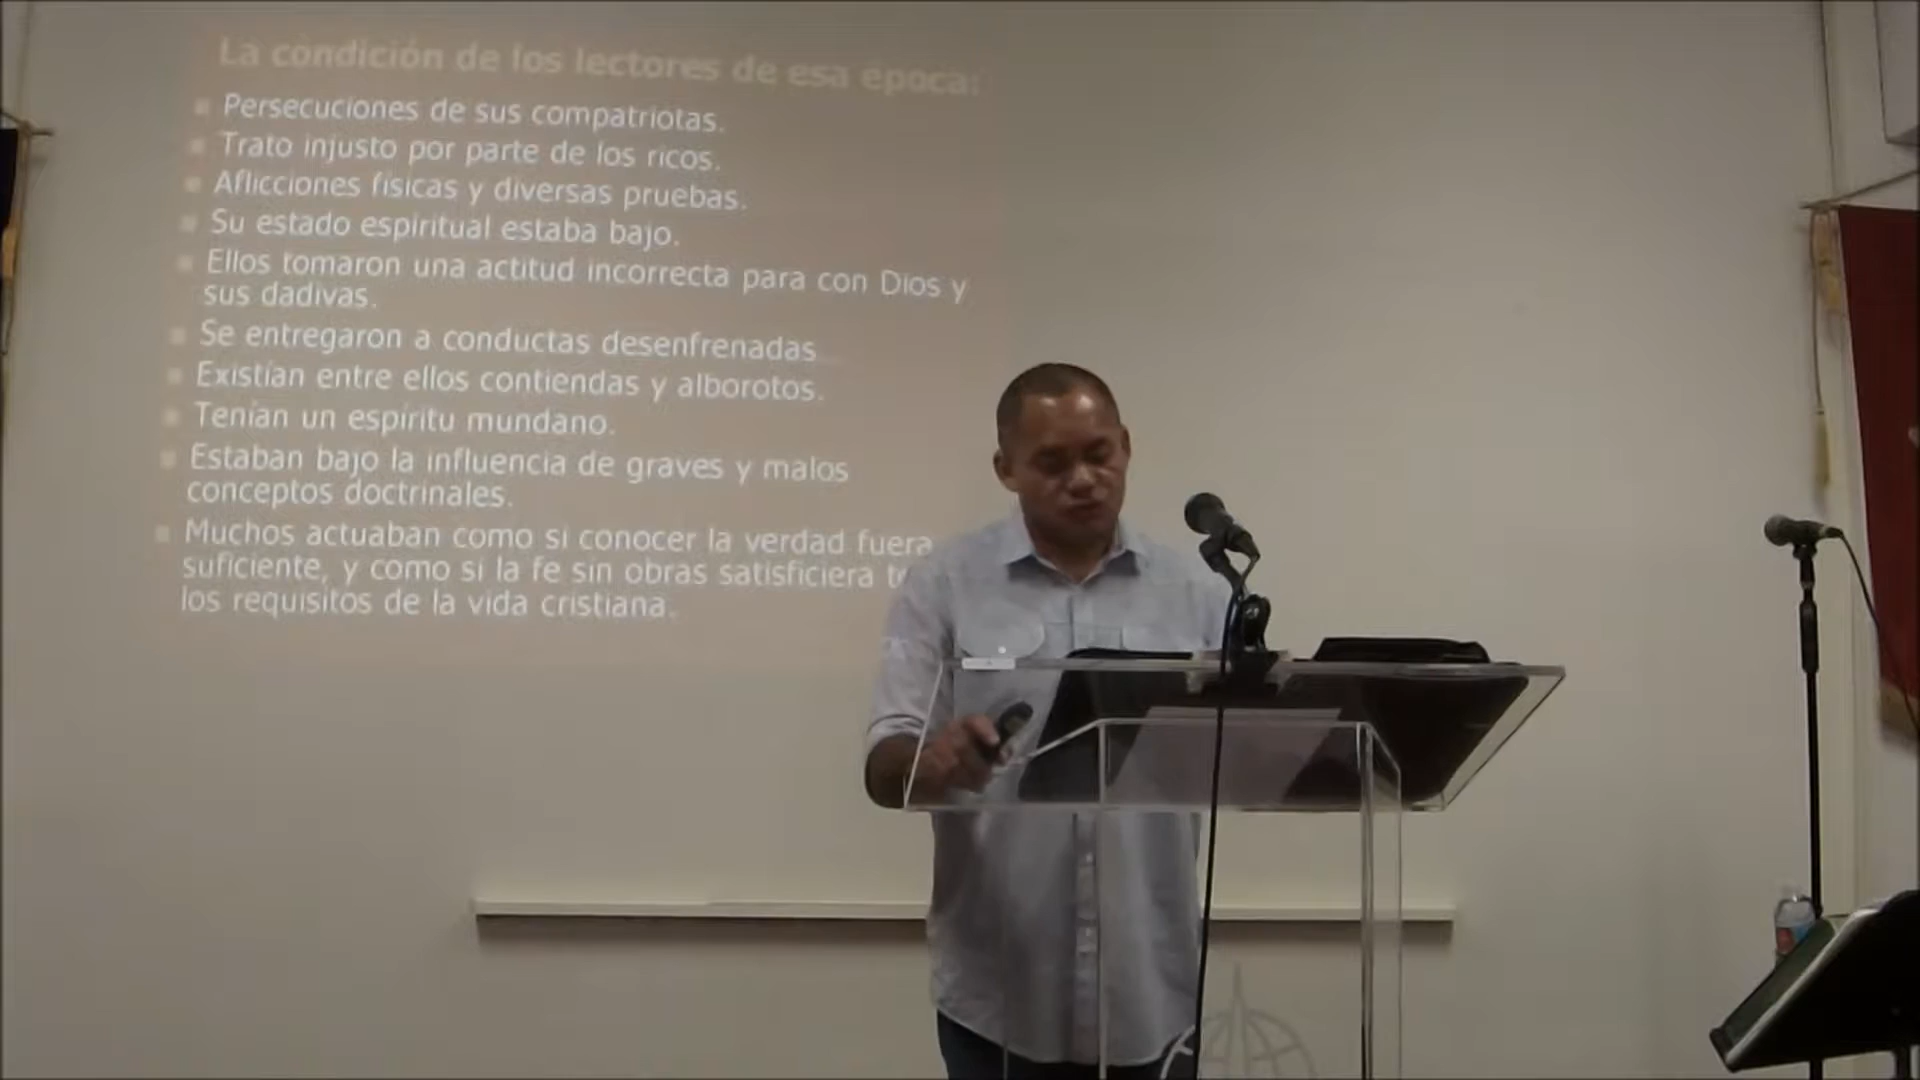 La condición de los lectores de esa epoca:
Persecuciones de sus compatriotas.
Trato injusto por parte de los ricos.
Aflicciones físicas y diversas pruebas.
Su estado espiritual estaba bajo.
Ellos tomaron una actitud incorrecta para con Dios y
sus dadivas.
Se entregaron a conductas desenfrenadas
Existían entre ellos contiendas y alborotos.
Tenían un espíritu mundano.
Estaban bajo la influencia de graves y malos
conceptos doctrinales.
Muchos actuaban como si conocer la verdad fuera
suficiente, y como si la fe sin obras satisficiera
los requisitos de la vida cristiana.